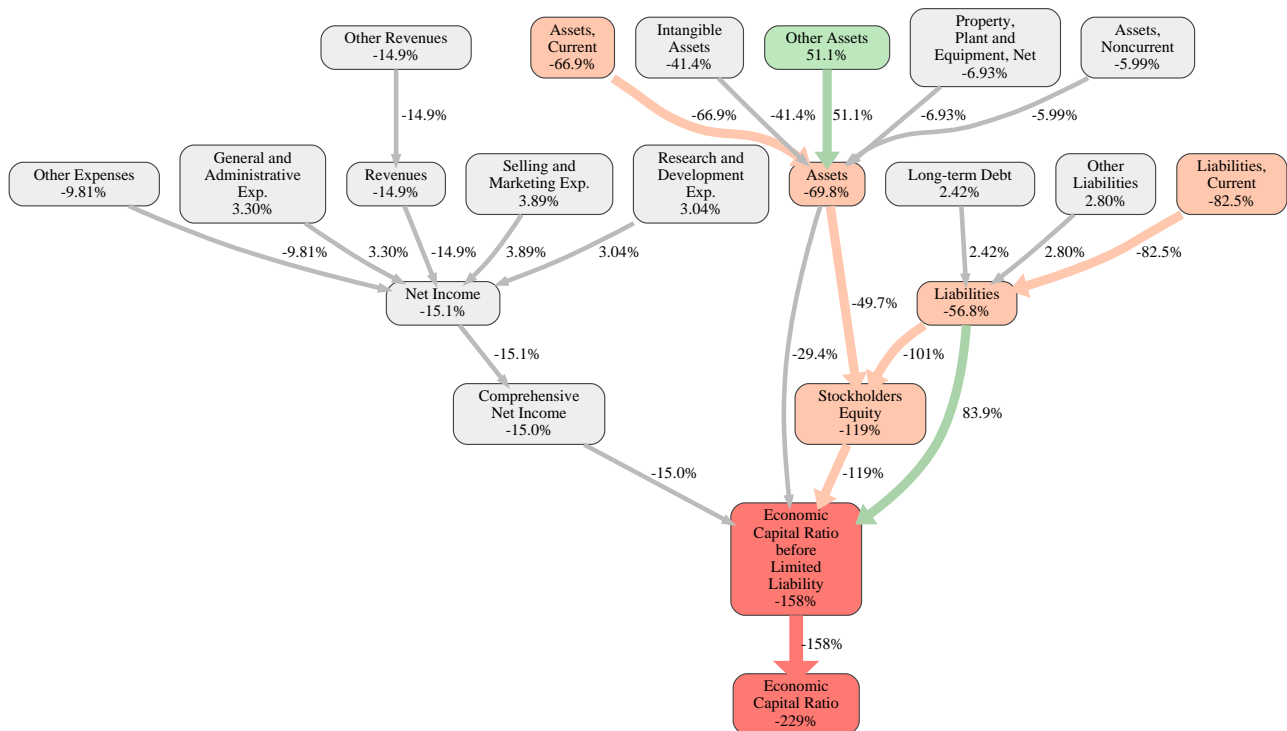 Other Revenues
-14.9%
Assets,
Current
-66.9%
Intangible
Assets
-41.4%
Other Assets
51.1%
Property,
Plant and
Equipment, Net
-6.93%
Assets,
Noncurrent
-5.99%
-14.9%
-66.9%
-41.4%
51.1%
-6.93%
-5.99%
Other Expenses
-9.81%
General and
Administrative
Exp.
3.30%
Revenues
-14.9%
Selling and
Marketing Exp.
3.89%
Research and
Development
Exp.
3.04%
Assets
-69.8%
Long-term Debt
2.42%
Other
Liabilities
2.80%
Liabilities,
Current
-82.5%
-9.81%
3.30%
-14.9%
3.89%
3.04%
2.42%
2.80%
-82.5%
Net Income
-15.1%
Liabilities
-56.8%
-49.7%
-15.1%
-29.4%
-101%
Comprehensive
Net Income
-15.0%
Stockholders
Equity
-119%
83.9%
-15.0%
-119%
Economic
Capital Ratio
before
Limited
Liability
-158%
-158%
Economic
Capital Ratio
-229%